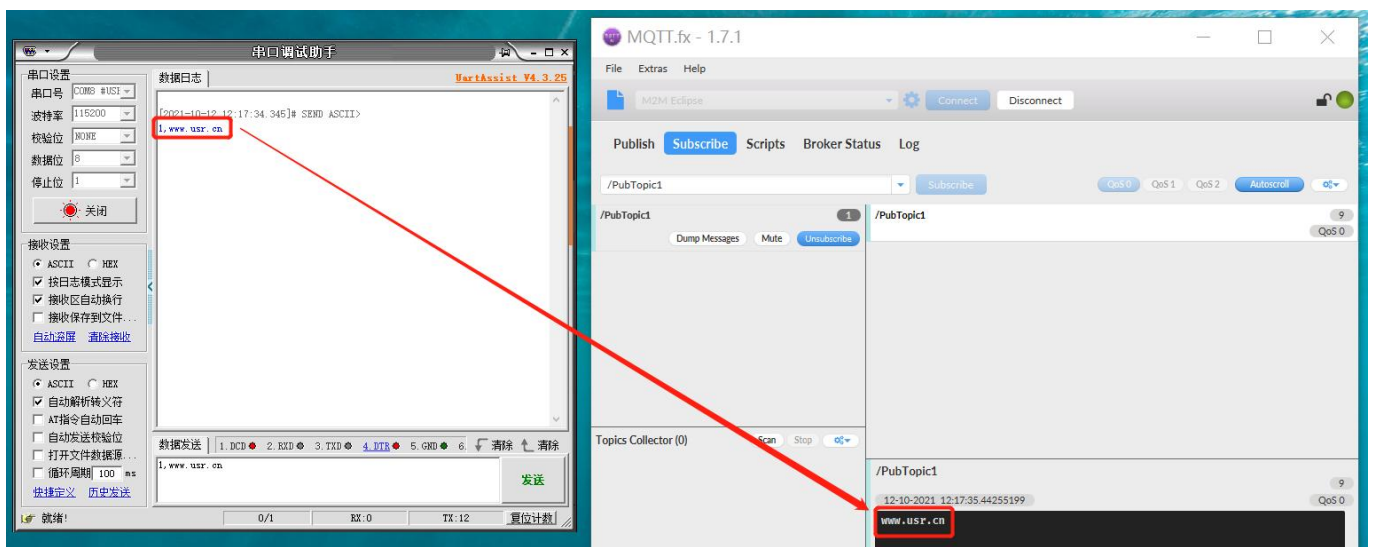 串口调试助手
串口设置
串口号 COM8 #USI
波特率 115200
校验位 NONE
数据位 8
停止位 1
关闭
接收设置
ASCII HEX
按日志模式显示
接收区自动换行
接收保存到文件...
自动滚屏 清除接收
发送设置
ASCII HEX
自动解析转义符
AT指令自动回车
自动发送校验位
打开文件数据源...
循环周期 100 ms
快捷定义 历史发送
就绪!
数据日志
UartAssist V4.3.25
[2021-10-12 12:17:34.345]# SEND ASCII>
1,www.usr.cn
数据发送 1.DCD 2.RXD 3.TXD 4.DTR 5.GND 6. 清除 清除
1,www.usr.cn
发送
0/1 RX:0 TX:12 复位计数
MQTT.fx - 1.7.1
File Extras Help
M2M Eclipse Connect Disconnect
Publish Subscribe Scripts Broker Status Log
/PubTopic1 Subscribe QoS 0 QoS 1 QoS 2 Autoscroll
/PubTopic1 1
Dump Messages Mute Unsubscribe
/PubTopic1 9
QoS 0
Topics Collector (0) Scan Stop
/PubTopic1
9
12-10-2021 12:17:35.44255199 QoS 0
www.usr.cn